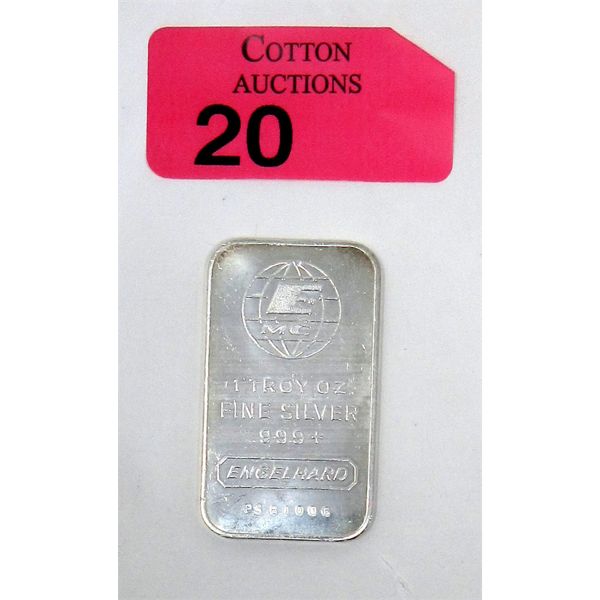 COTTON
AUCTIONS
20
E
MC
1 TROY OZ.
FINE SILVER
.999+
ENGELHARD